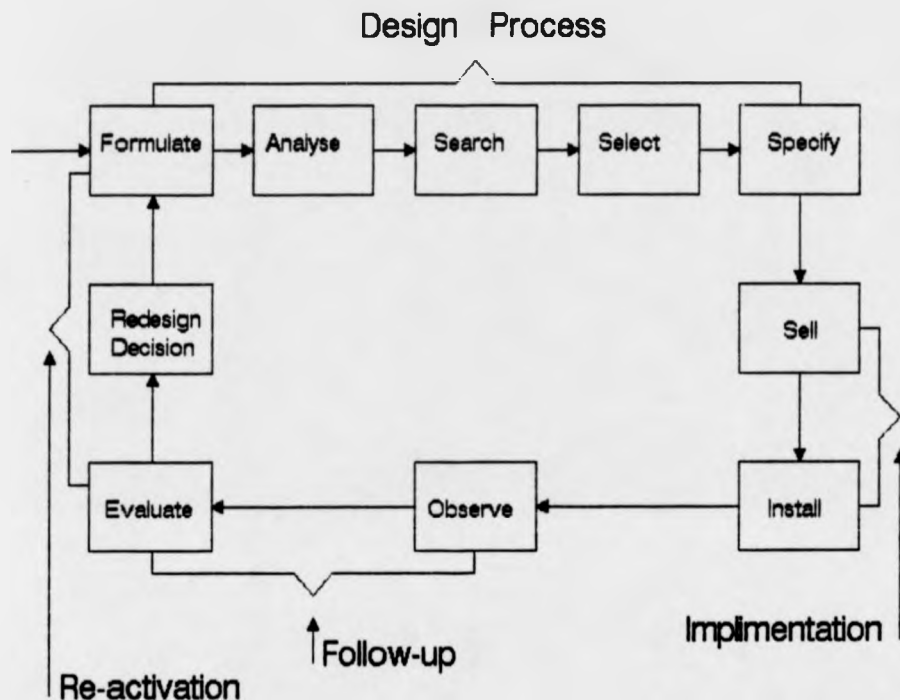 Design Process
Formulate
Analyse
Search
Select
Specify
Redesign
Decision
Sell
Evaluate
Observe
Install
Implimentation
Follow-up
Re-activation